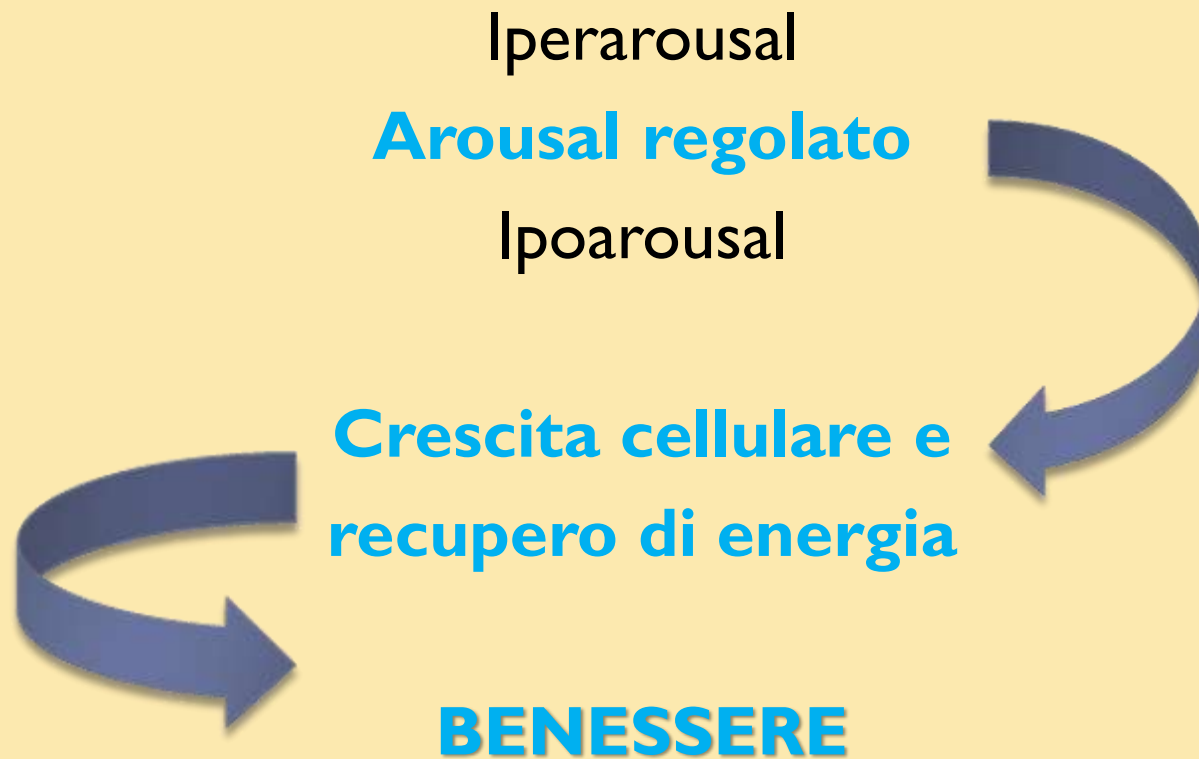 Iperarousal
Arousal regolato
Ipoarousal
Crescita cellulare e
recupero di energia
BENESSERE